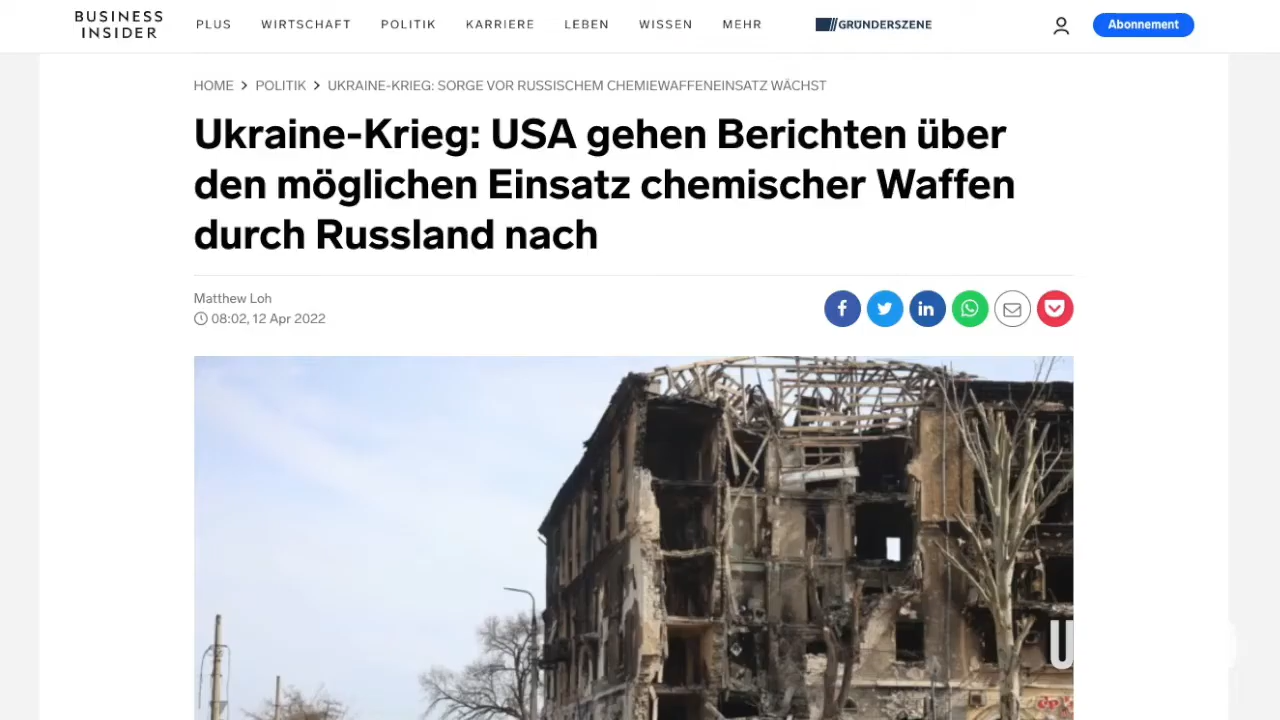 BUSINESS
INSIDER
PLUS WIRTSCHAFT POLITIK KARRIERE LEBEN WISSEN MEHR GRÜNDERSZENE Abonnement
HOME > POLITIK > UKRAINE-KRIEG: SORGE VOR RUSSISCHEM CHEMIEWAFFENEINSATZ WÄCHST
Ukraine-Krieg: USA gehen Berichten über
den möglichen Einsatz chemischer Waffen
durch Russland nach
Matthew Loh
08:02, 12 Apr 2022
U